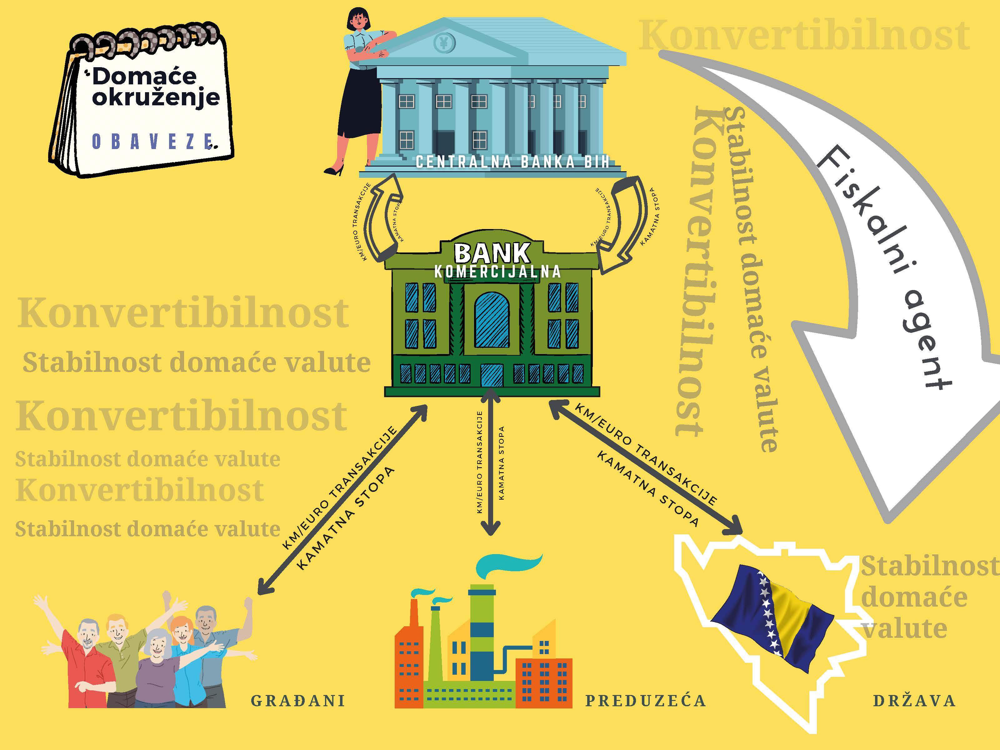 Konvertibilnost
Domaće
okruženje
OBAVEZE
¥
CENTRALNA BANKA BIH
KM/EURO TRANSAKCIJE
KAMATNA STOPA
KM/EURO TRANSAKCIJE
KAMATNA STOPA
BANK
KOMERCIJALNA
Konvertibilnost
Stabilnost domaće valute
Fiskalni agent
Konvertibilnost
Stabilnost domaće valute
Konvertibilnost
Stabilnost domaće valute
Konvertibilnost
Stabilnost domaće valute
KM/EURO TRANSAKCIJE
KAMATNA STOPA
KM/EURO TRANSAKCIJE
KAMATNA STOPA
KM/EURO TRANSAKCIJE
KAMATNA STOPA
Stabilnost
domaće
valute
GRAĐANI
PREDUZEĆA
DRŽAVA